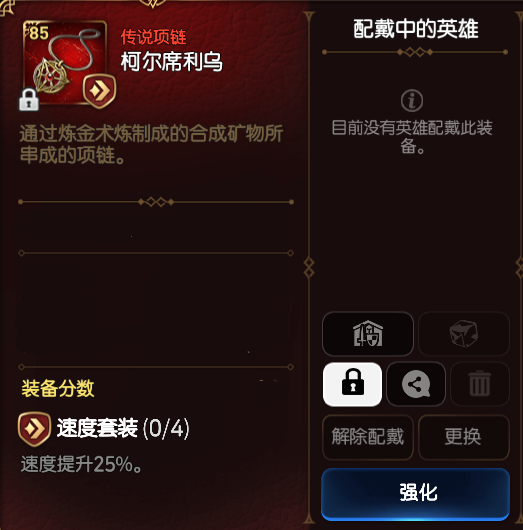 85
传说项链
柯尔席利乌
通过炼金术炼制成的合成矿物所
串成的项链。
装备分数
速度套装 (0/4)
速度提升25%。
配戴中的英雄
目前没有英雄配戴此装
备。
解除配戴
更换
强化